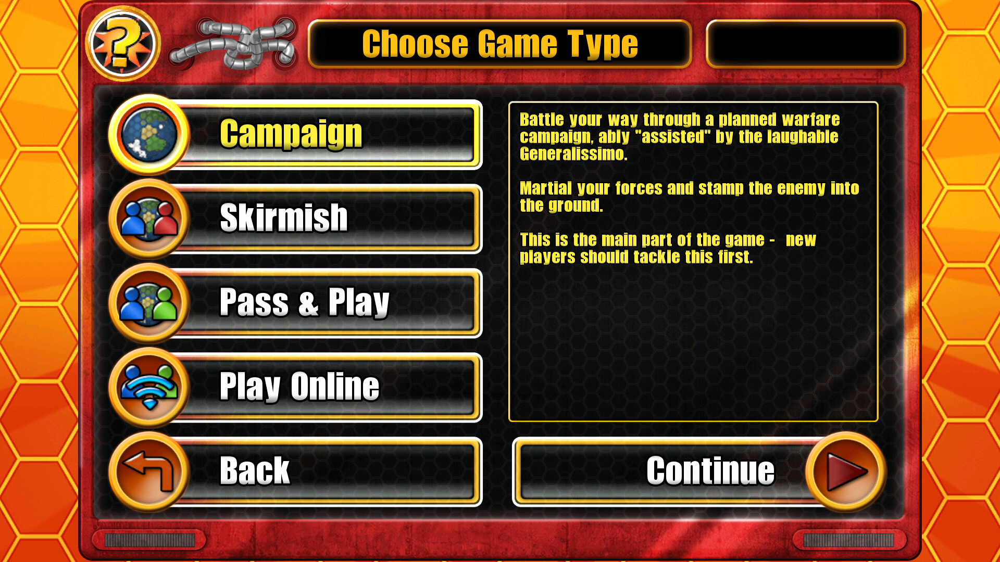 Choose Game Type
Campaign
Skirmish
Pass & Play
Play Online
Back
Battle your way through a planned warfare
campaign, ably "assisted" by the laughable
Generalissimo.
Martial your forces and stamp the enemy into
the ground.
This is the main part of the game -  new
players should tackle this first.
Continue